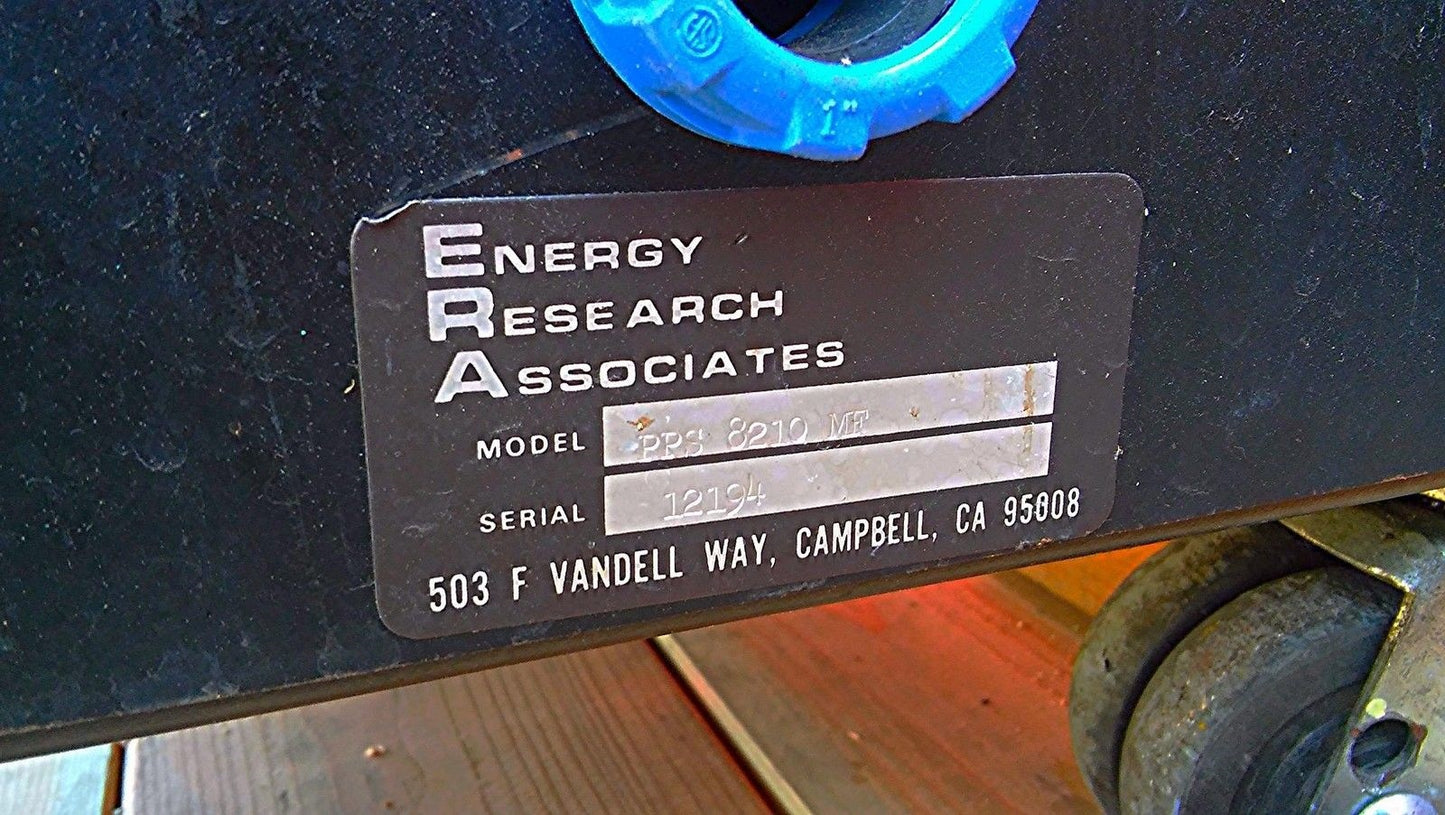 1"
ENERGY
RESEARCH
ASSOCIATES
MODEL PRS 8210 MF
SERIAL 12194
503 F VANDELL WAY, CAMPBELL, CA 95008